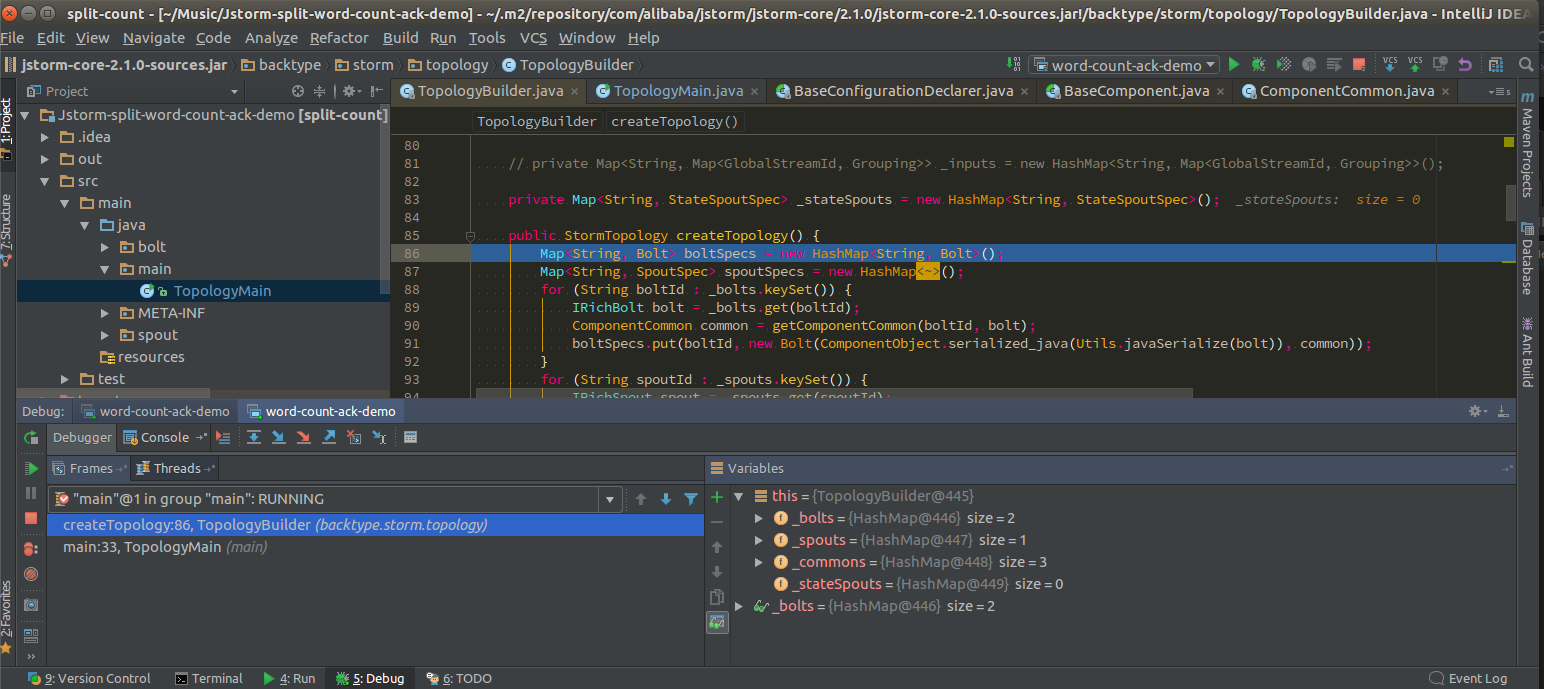 split-count - [~/Music/Jstorm-split-word-count-ack-demo] - ~/.m2/repository/com/alibaba/jstorm/jstorm-core/2.1.0/jstorm-core-2.1.0-sources.jar!/backtype/storm/topology/TopologyBuilder.java - IntelliJ IDEA
File Edit View Navigate Code Analyze Refactor Build Run Tools VCS Window Help
jstorm-core-2.1.0-sources.jar backtype storm topology TopologyBuilder word-count-ack-demo VCS VCS
Project TopologyBuilder.java TopologyMain.java BaseConfigurationDeclarer.java BaseComponent.java ComponentCommon.java
1: Project
7: Structure
2: Favorites
Jstorm-split-word-count-ack-demo [split-count]
.idea
out
src
main
java
bolt
main
TopologyMain
META-INF
spout
resources
test
TopologyBuilder createTopology()
80
81 // private Map<String, Map<GlobalStreamId, Grouping>> _inputs = new HashMap<String, Map<GlobalStreamId, Grouping>>();
82
83 private Map<String, StateSpoutSpec> _stateSpouts = new HashMap<String, StateSpoutSpec>(); _stateSpouts: size = 0
84
85 public StormTopology createTopology() {
86 Map<String, Bolt> boltSpecs = new HashMap<String, Bolt>();
87 Map<String, SpoutSpec> spoutSpecs = new HashMap<~>();
88 for (String boltId : _bolts.keySet()) {
89 IRichBolt bolt = _bolts.get(boltId);
90 ComponentCommon common = getComponentCommon(boltId, bolt);
91 boltSpecs.put(boltId, new Bolt(ComponentObject.serialized_java(Utils.javaSerialize(bolt)), common));
92 }
93 for (String spoutId : _spouts.keySet()) {
94 IRichSpout spout = _spouts.get(spoutId);
Maven Projects
Database
Ant Build
Debug: word-count-ack-demo word-count-ack-demo
Debugger Console
Frames Threads
"main"@1 in group "main": RUNNING
createTopology:86, TopologyBuilder (backtype.storm.topology)
main:33, TopologyMain (main)
Variables
this = {TopologyBuilder@445}
_bolts = {HashMap@446} size = 2
_spouts = {HashMap@447} size = 1
_commons = {HashMap@448} size = 3
_stateSpouts = {HashMap@449} size = 0
_bolts = {HashMap@446} size = 2
9: Version Control Terminal 4: Run 5: Debug 6: TODO Event Log